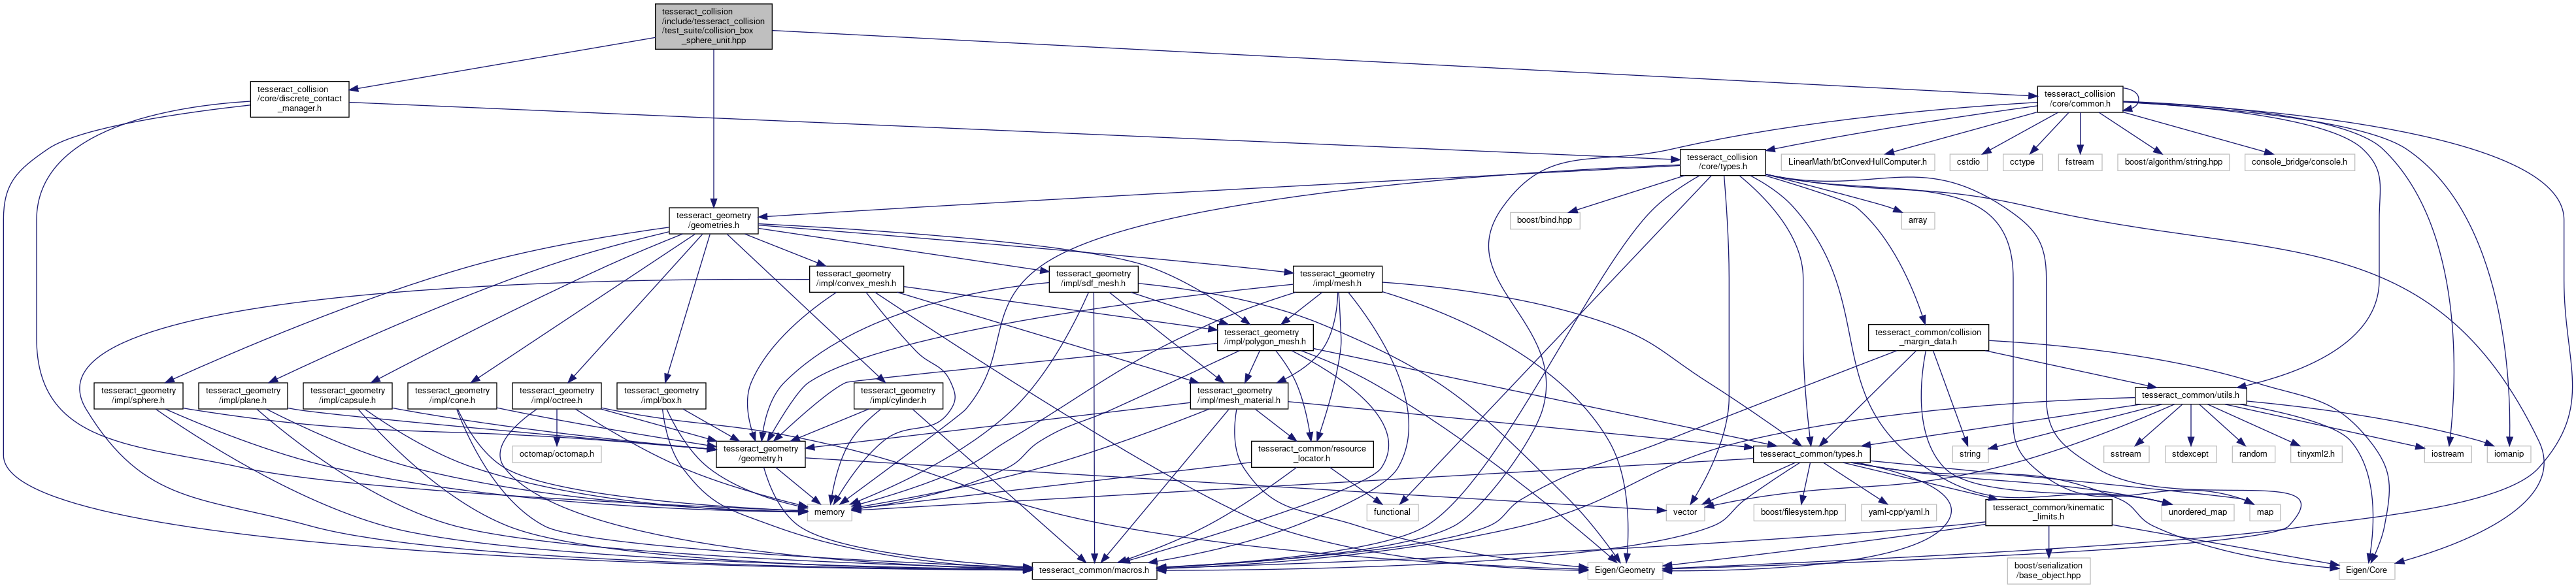 tesseract_collision
/include/tesseract_collision
/test_suite/collision_box
_sphere_unit.hpp
tesseract_collision
/core/discrete_contact
_manager.h
tesseract_collision
/core/common.h
tesseract_collision
/core/types.h
LinearMath/btConvexHullComputer.h
cstdio
cctype
fstream
boost/algorithm/string.hpp
console_bridge/console.h
tesseract_geometry
/geometries.h
boost/bind.hpp
array
tesseract_geometry
/impl/convex_mesh.h
tesseract_geometry
/impl/sdf_mesh.h
tesseract_geometry
/impl/mesh.h
tesseract_geometry
/impl/polygon_mesh.h
tesseract_common/collision
_margin_data.h
tesseract_geometry
/impl/sphere.h
tesseract_geometry
/impl/plane.h
tesseract_geometry
/impl/capsule.h
tesseract_geometry
/impl/cone.h
tesseract_geometry
/impl/octree.h
tesseract_geometry
/impl/box.h
tesseract_geometry
/impl/cylinder.h
tesseract_geometry
/impl/mesh_material.h
tesseract_common/utils.h
octomap/octomap.h
tesseract_geometry
/geometry.h
tesseract_common/resource
_locator.h
tesseract_common/types.h
string
sstream
stdexcept
random
tinyxml2.h
iostream
iomanip
memory
functional
vector
boost/filesystem.hpp
yaml-cpp/yaml.h
tesseract_common/kinematic
_limits.h
unordered_map
map
tesseract_common/macros.h
Eigen/Geometry
boost/serialization
/base_object.hpp
Eigen/Core